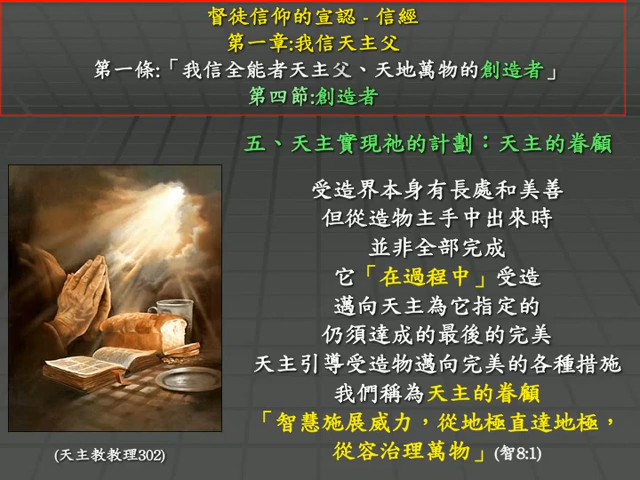 督徒信仰的宣認 - 信經
第一章:我信天主父
第一條:「我信全能者天主父、天地萬物的創造者」
第四節:創造者
五、天主實現祂的計劃：天主的眷顧
受造界本身有長處和美善
但從造物主手中出來時
並非全部完成
它「在過程中」受造
邁向天主為它指定的
仍須達成的最後的完美
天主引導受造物邁向完美的各種措施
我們稱為天主的眷顧
「智慧施展威力，從地極直達地極，
從容治理萬物」(智8:1)
(天主教教理302)